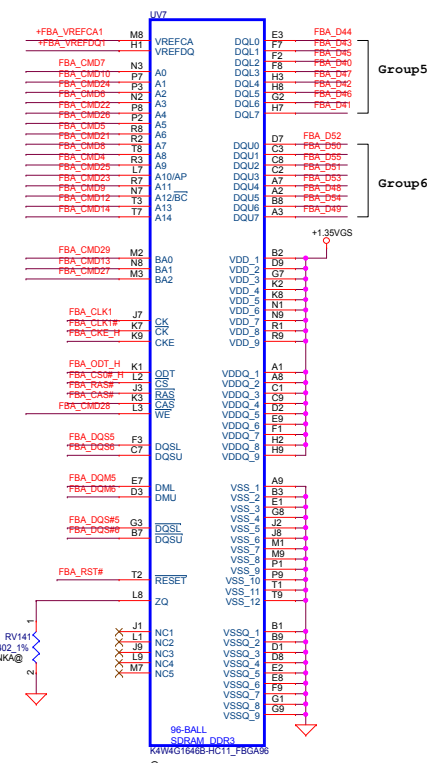 UV7
+FBA_VREFCA1 M8 VREFCA DQL0 E3 FBA_D44
+FBA_VREFDQ1 H1 VREFDQ DQL1 F7 FBA_D43
DQL2 F2 FBA_D45
FBA_CMD7 N3 A0 DQL3 F8 FBA_D40
FBA_CMD10 P7 A1 DQL4 H3 FBA_D47
FBA_CMD24 P3 A2 DQL5 H8 FBA_D42
FBA_CMD6 N2 A3 DQL6 G2 FBA_D46
FBA_CMD22 P8 A4 DQL7 H7 FBA_D41
Group5
FBA_CMD26 P2 A5
FBA_CMD5 R8 A6
FBA_CMD21 R2 A7 DQU0 D7 FBA_D52
FBA_CMD8 T8 A8 DQU1 C3 FBA_D50
FBA_CMD4 R3 A9 DQU2 C8 FBA_D55
FBA_CMD25 L7 A10/AP DQU3 C2 FBA_D51
FBA_CMD23 R7 A11 DQU4 A7 FBA_D53
FBA_CMD9 N7 A12/BC DQU5 A2 FBA_D48
FBA_CMD12 T3 A13 DQU6 B8 FBA_D54
FBA_CMD14 T7 A14 DQU7 A3 FBA_D49
Group6
+1.35VGS
FBA_CMD29 M2 BA0 VDD_1 B2
FBA_CMD13 N8 BA1 VDD_2 D9
FBA_CMD27 M3 BA2 VDD_3 G7
VDD_4 K2
VDD_5 K8
VDD_6 N1
FBA_CLK1 J7 CK VDD_7 N9
FBA_CLK1# K7 CK VDD_8 R1
FBA_CKE_H K9 CKE VDD_9 R9
FBA_ODT_H K1 ODT VDDQ_1 A1
FBA_CS0#_H L2 CS VDDQ_2 A8
FBA_RAS# J3 RAS VDDQ_3 C1
FBA_CAS# K3 CAS VDDQ_4 C9
FBA_CMD28 L3 WE VDDQ_5 D2
VDDQ_6 E9
VDDQ_7 F1
FBA_DQS5 F3 DQSL VDDQ_8 H2
FBA_DQS6 C7 DQSU VDDQ_9 H9
FBA_DQM5 E7 DML VSS_1 A9
FBA_DQM6 D3 DMU VSS_2 B3
VSS_3 E1
VSS_4 G8
FBA_DQS#5 G3 DQSL VSS_5 J2
FBA_DQS#6 B7 DQSU VSS_6 J8
VSS_7 M1
VSS_8 M9
VSS_9 P1
FBA_RST# T2 RESET VSS_10 P9
VSS_11 T1
L8 ZQ VSS_12 T9
1
RV141
402_1%
NKA@
2
J1 NC1 VSSQ_1 B1
L1 NC2 VSSQ_2 B9
J9 NC3 VSSQ_3 D1
L9 NC4 VSSQ_4 D8
M7 NC5 VSSQ_5 E2
VSSQ_6 E8
VSSQ_7 F9
VSSQ_8 G1
VSSQ_9 G9
96-BALL
SDRAM_DDR3
K4W4G1646B-HC11_FBGA96